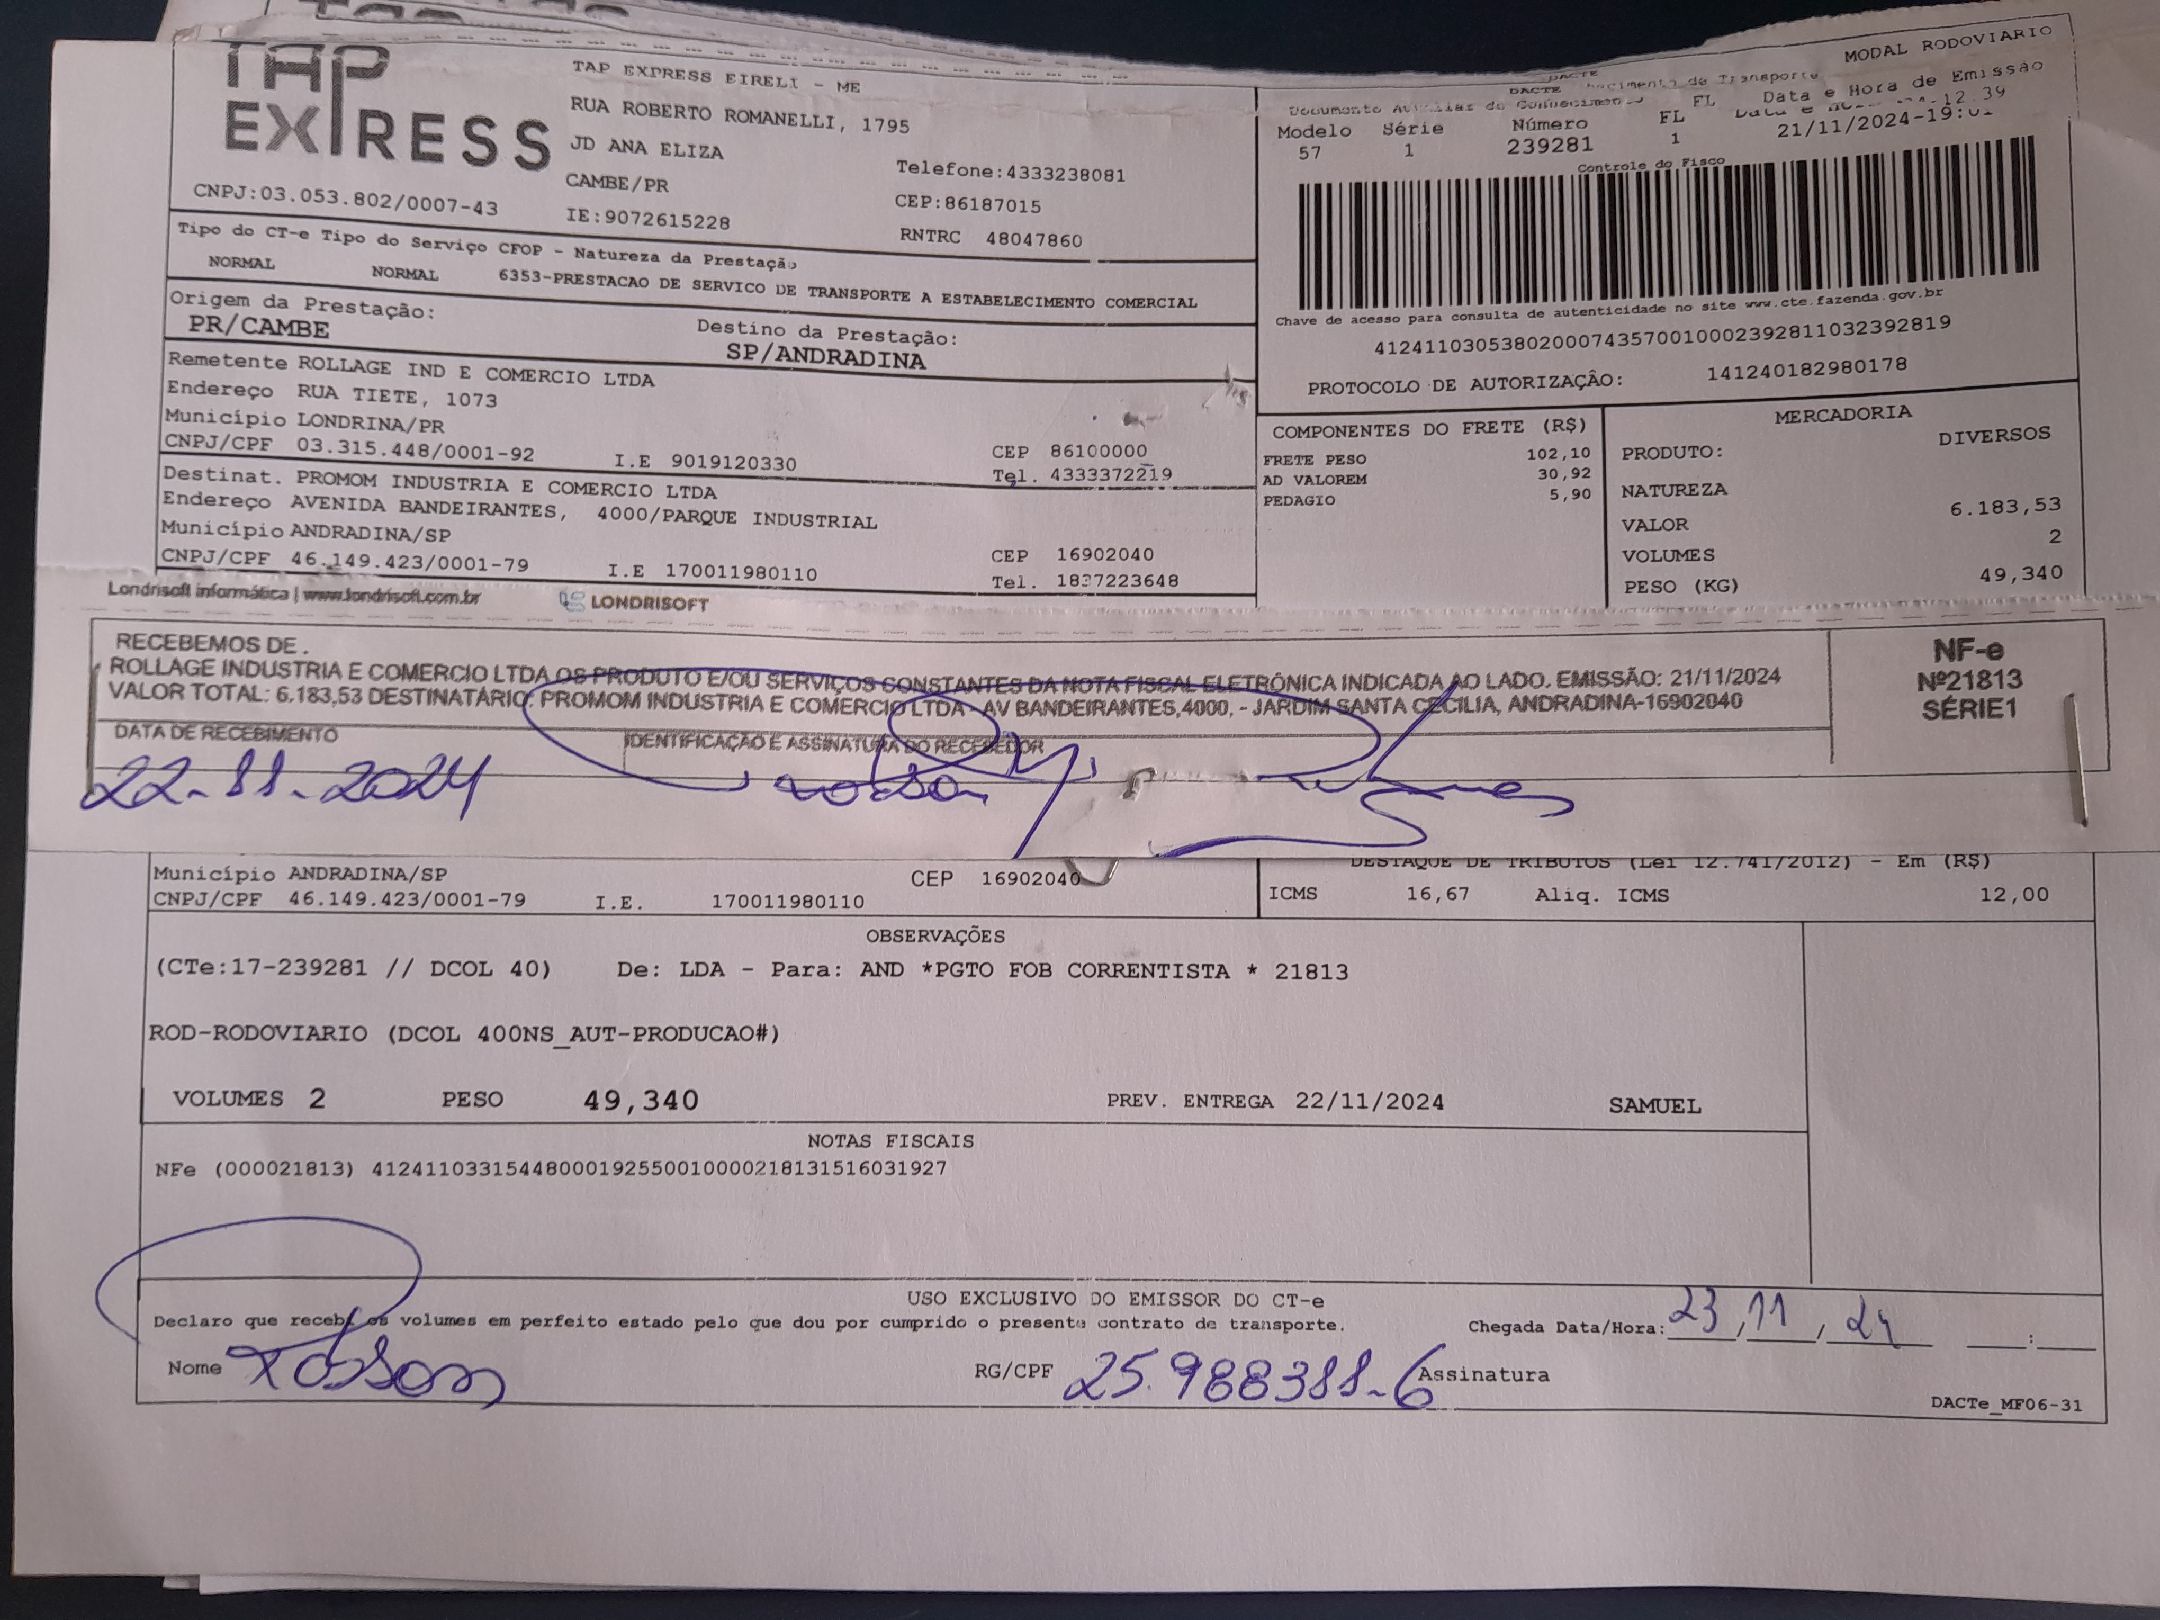 TAP
EXPRESS
TAP EXPRESS EIRELI - ME
RUA ROBERTO ROMANELLI, 1795
JD ANA ELIZA
CAMBE/PR
Telefone:4333238081
CEP:86187015
CNPJ:03.053.802/0007-43
IE:9072615228
RNTRC 48047860
MODAL RODOVIARIO
DACTE
Modelo Série Número FL Data e Hora de Emissão
57 1 239281 1 21/11/2024-19:01
Controle do Fisco
Chave de acesso para consulta de autenticidade no site www.cte.fazenda.gov.br
41241103053802000743570010002392811032392819
PROTOCOLO DE AUTORIZAÇÃO: 141240182980178
Tipo do CT-e Tipo do Serviço CFOP - Natureza da Prestação
NORMAL NORMAL 6353-PRESTACAO DE SERVICO DE TRANSPORTE A ESTABELECIMENTO COMERCIAL
Origem da Prestação:
PR/CAMBE
Destino da Prestação:
SP/ANDRADINA
Remetente ROLLAGE IND E COMERCIO LTDA
Endereço RUA TIETE, 1073
Município LONDRINA/PR
CEP 86100000
CNPJ/CPF 03.315.448/0001-92 I.E 9019120330 Tel. 4333372219
Destinat. PROMOM INDUSTRIA E COMERCIO LTDA
Endereço AVENIDA BANDEIRANTES, 4000/PARQUE INDUSTRIAL
Município ANDRADINA/SP CEP 16902040
CNPJ/CPF 46.149.423/0001-79 I.E 170011980110 Tel. 1837223648
COMPONENTES DO FRETE (R$)
FRETE PESO 102,10
AD VALOREM 30,92
PEDAGIO 5,90
MERCADORIA
PRODUTO: DIVERSOS
NATUREZA
VALOR 6.183,53
VOLUMES 2
PESO (KG) 49,340
Londrisoft informática | www.londrisoft.com.br LONDRISOFT
RECEBEMOS DE .
ROLLAGE INDUSTRIA E COMERCIO LTDA OS PRODUTO E/OU SERVIÇOS CONSTANTES DA NOTA FISCAL ELETRÔNICA INDICADA AO LADO. EMISSÃO: 21/11/2024
VALOR TOTAL: 6.183,53 DESTINATÁRIO: PROMOM INDUSTRIA E COMERCIO LTDA - AV BANDEIRANTES,4000, - JARDIM SANTA CECILIA, ANDRADINA-16902040
NF-e
Nº21813
SÉRIE1
DATA DE RECEBIMENTO
IDENTIFICAÇÃO E ASSINATURA DO RECEBEDOR
22.11.2024
DESTAQUE DE TRIBUTOS (Lei 12.741/2012) - Em (R$)
Município ANDRADINA/SP CEP 16902040
CNPJ/CPF 46.149.423/0001-79 I.E. 170011980110
ICMS 16,67 Aliq. ICMS 12,00
OBSERVAÇÕES
(CTe:17-239281 // DCOL 40) De: LDA - Para: AND *PGTO FOB CORRENTISTA * 21813
ROD-RODOVIARIO (DCOL 400NS_AUT-PRODUCAO#)
VOLUMES 2 PESO 49,340 PREV. ENTREGA 22/11/2024 SAMUEL
NOTAS FISCAIS
NFe (000021813) 41241103315448000192550010000218131516031927
USO EXCLUSIVO DO EMISSOR DO CT-e
Declaro que recebi os volumes em perfeito estado pelo que dou por cumprido o presente contrato de transporte.
Chegada Data/Hora: 23/11/24 :
Nome Robson RG/CPF 25.988388-6 Assinatura
DACTe_MF06-31